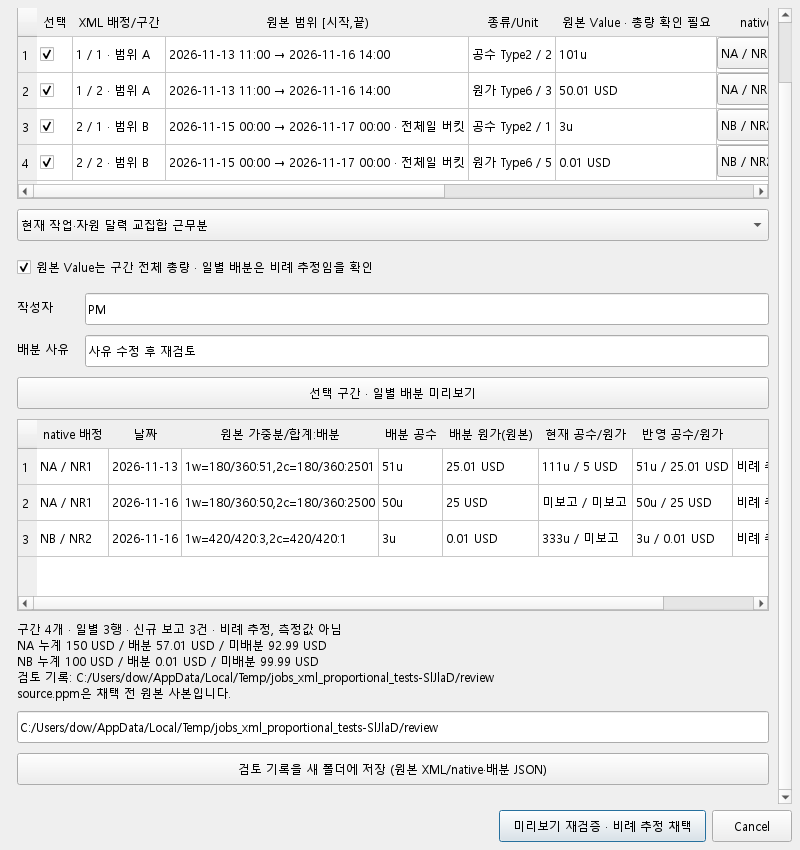 선택 XML 배정/구간 원본 범위 [시작,끝) 종류/Unit 원본 Value · 총량 확인 필요 native
1 1 / 1 · 범위 A 2026-11-13 11:00 → 2026-11-16 14:00 공수 Type2 / 2 101u NA / NR
2 1 / 2 · 범위 A 2026-11-13 11:00 → 2026-11-16 14:00 원가 Type6 / 3 50.01 USD NA / NR
3 2 / 1 · 범위 B 2026-11-15 00:00 → 2026-11-17 00:00 · 전체일 버킷 공수 Type2 / 1 3u NB / NR
4 2 / 2 · 범위 B 2026-11-15 00:00 → 2026-11-17 00:00 · 전체일 버킷 원가 Type6 / 5 0.01 USD NB / NR
현재 작업·자원 달력 교집합 근무분
원본 Value는 구간 전체 총량 · 일별 배분은 비례 추정임을 확인
작성자 PM
배분 사유 사유 수정 후 재검토
선택 구간 · 일별 배분 미리보기
native 배정 날짜 원본 가중분/합계:배분 배분 공수 배분 원가(원본) 현재 공수/원가 반영 공수/원가
1 NA / NR1 2026-11-13 1w=180/360:51,2c=180/360:2501 51u 25.01 USD 111u / 5 USD 51u / 25.01 USD 비례
2 NA / NR1 2026-11-16 1w=180/360:50,2c=180/360:2500 50u 25 USD 미보고 / 미보고 50u / 25 USD 비례
3 NB / NR2 2026-11-16 1w=420/420:3,2c=420/420:1 3u 0.01 USD 333u / 미보고 3u / 0.01 USD 비례
구간 4개 · 일별 3행 · 신규 보고 3건 · 비례 추정, 측정값 아님
NA 누계 150 USD / 배분 57.01 USD / 미배분 92.99 USD
NB 누계 100 USD / 배분 0.01 USD / 미배분 99.99 USD
검토 기록: C:/Users/dow/AppData/Local/Temp/jobs_xml_proportional_tests-SlJlaD/review
source.ppm은 채택 전 원본 사본입니다.
C:/Users/dow/AppData/Local/Temp/jobs_xml_proportional_tests-SlJlaD/review
검토 기록을 새 폴더에 저장 (원본 XML/native·배분 JSON)
미리보기 재검증 · 비례 추정 채택 Cancel